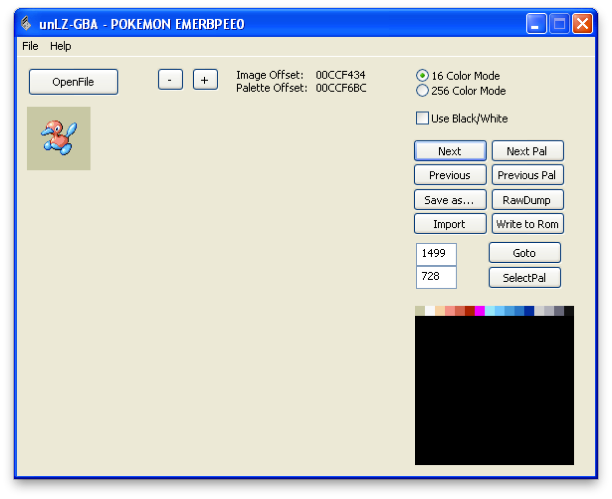 unLZ-GBA - POKEMON EMERBPEE0
File Help
OpenFile - + Image Offset: 00CCF434
Palette Offset: 00CCF6BC
16 Color Mode
256 Color Mode
Use Black/White
Next Next Pal
Previous Previous Pal
Save as... RawDump
Import Write to Rom
1499 Goto
728 SelectPal